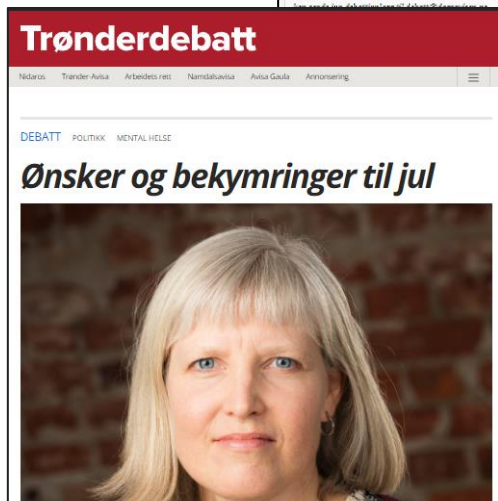 Trønderdebatt
Nidaros Trønder-Avisa Arbeidets rett Namdalsavisa Avisa Gaula Annonsering
DEBATT POLITIKK MENTAL HELSE
Ønsker og bekymringer til jul